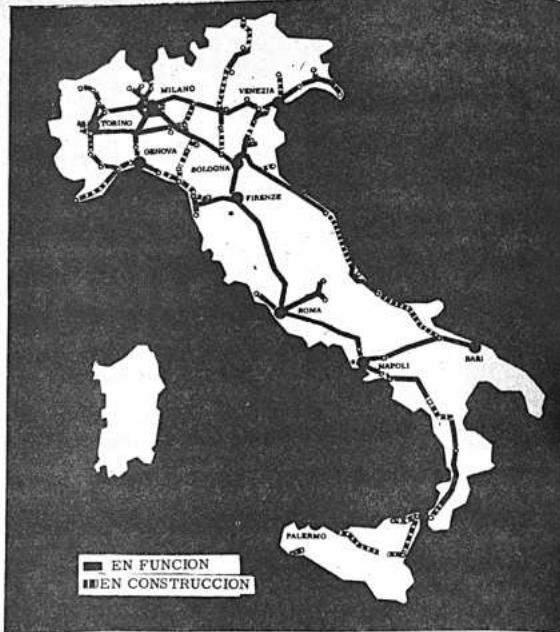 MILANO
VENEZIA
TORINO
GENOVA
BOLOGNA
FIRENZE
ROMA
NAPOLI
BARI
PALERMO
EN FUNCION
EN CONSTRUCCION